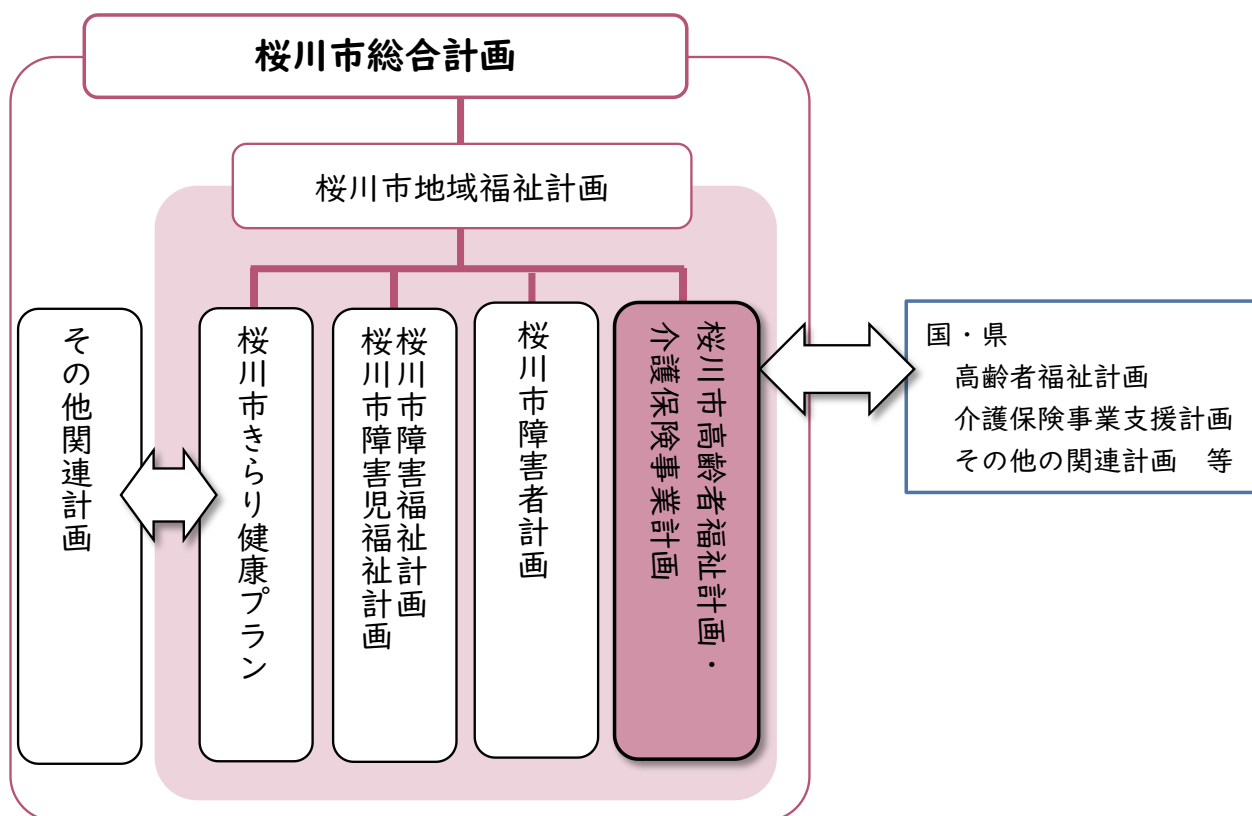 桜川市総合計画
桜川市地域福祉計画
その他関連計画
桜川市きらり健康プラン
桜川市障害福祉計画
桜川市障害児福祉計画
桜川市障害者計画
桜川市高齢者福祉計画・
介護保険事業計画
国・県
高齢者福祉計画
介護保険事業支援計画
その他の関連計画　等